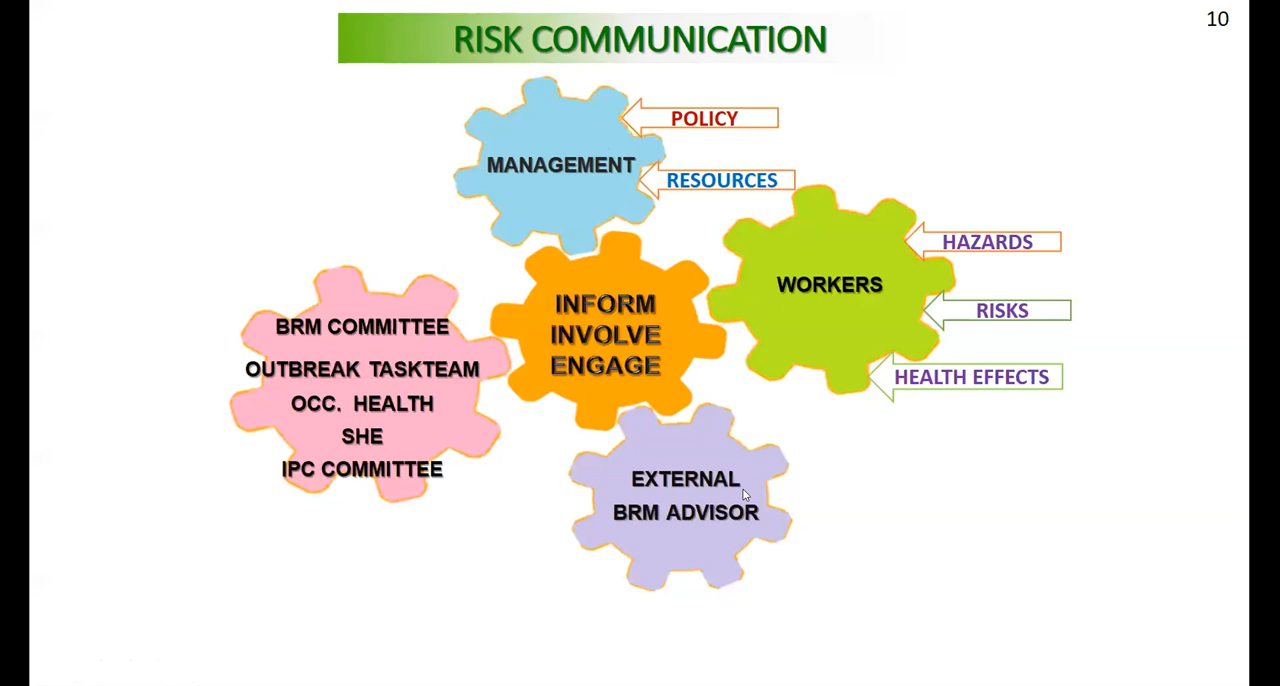 10
RISK COMMUNICATION
POLICY
MANAGEMENT
RESOURCES
HAZARDS
WORKERS
RISKS
HEALTH EFFECTS
INFORM
INVOLVE
ENGAGE
BRM COMMITTEE
OUTBREAK TASKTEAM
OCC. HEALTH
SHE
IPC COMMITTEE
EXTERNAL
BRM ADVISOR